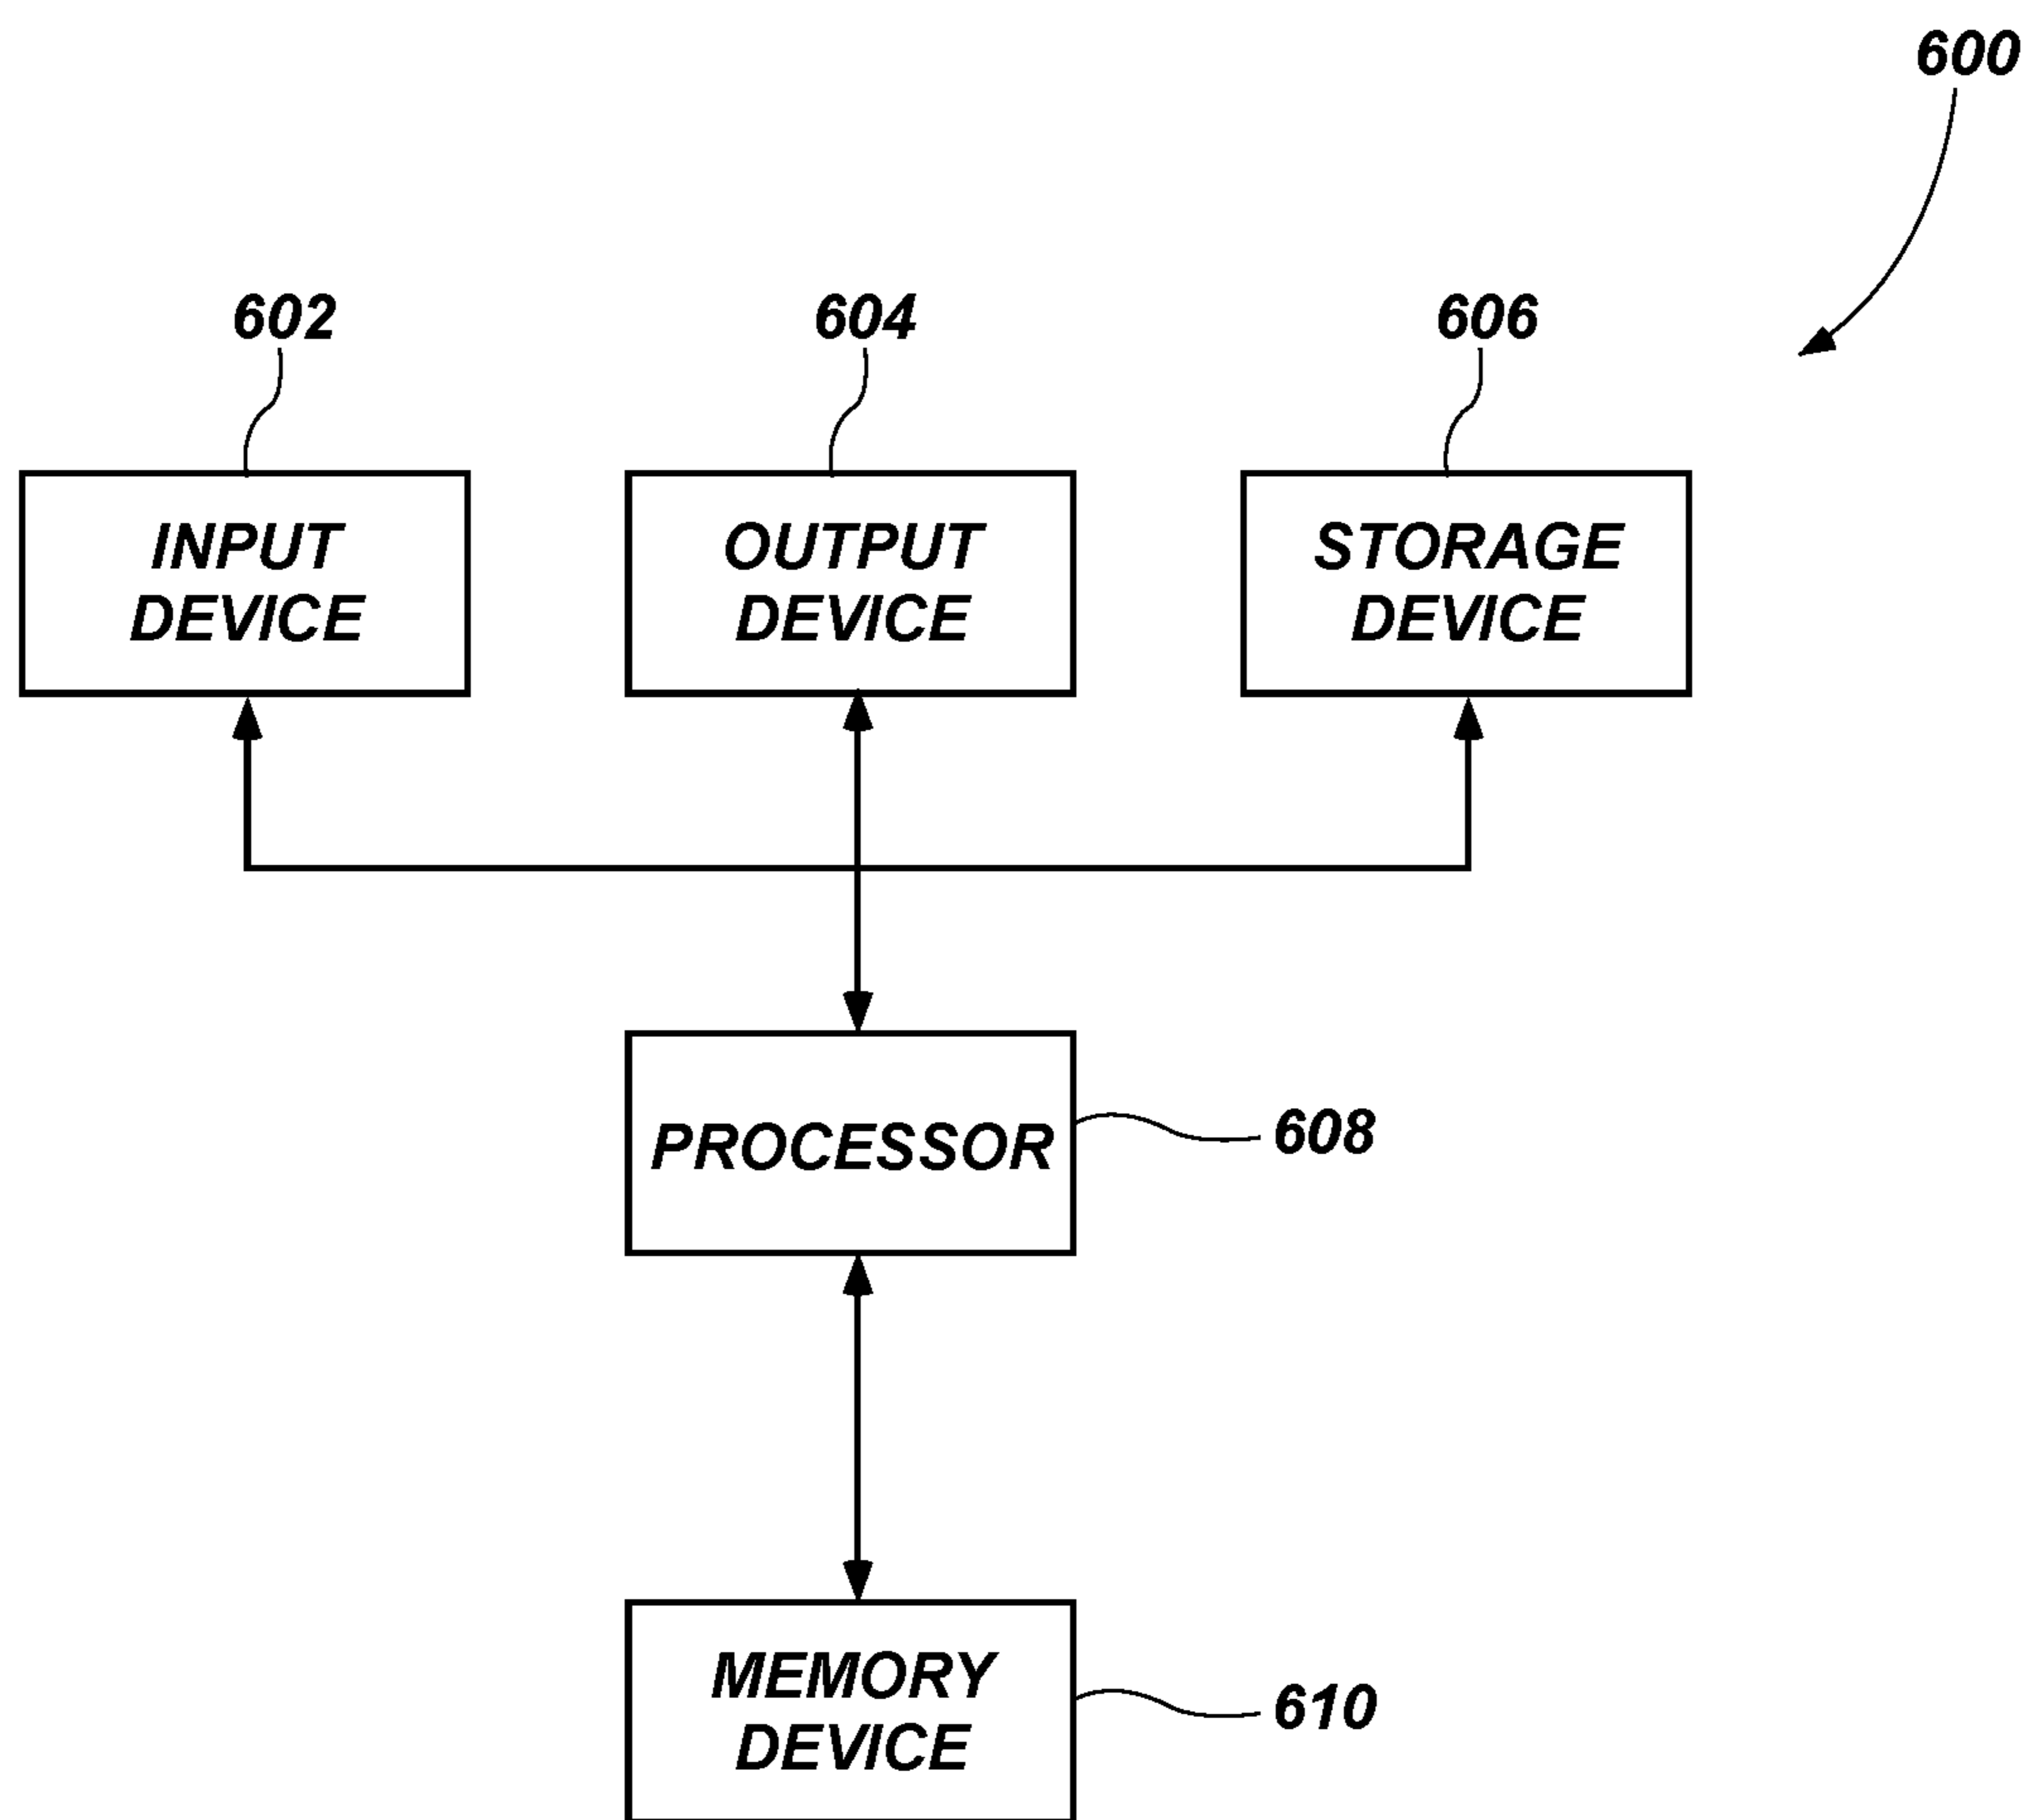 600
602
604
606
INPUT
DEVICE
OUTPUT
DEVICE
STORAGE
DEVICE
PROCESSOR
608
MEMORY
DEVICE
610